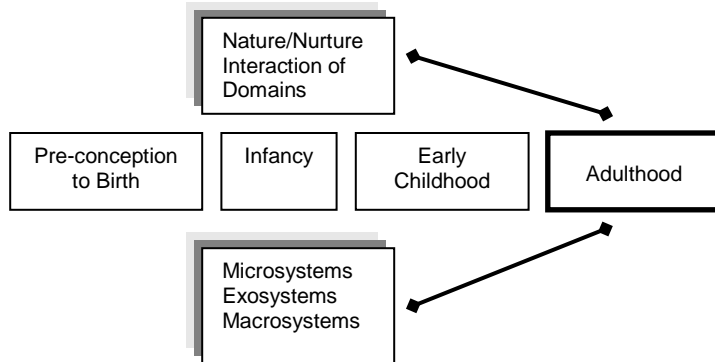 Nature/Nurture
Interaction of
Domains
Pre-conception
to Birth
Infancy
Early
Childhood
Adulthood
Microsystems
Exosystems
Macrosystems